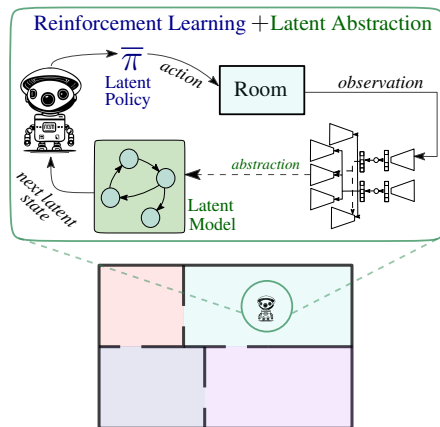 Reinforcement Learning +Latent Abstraction
π̅
Latent
Policy
action
Room
observation
abstraction
Latent
Model
next latent
state